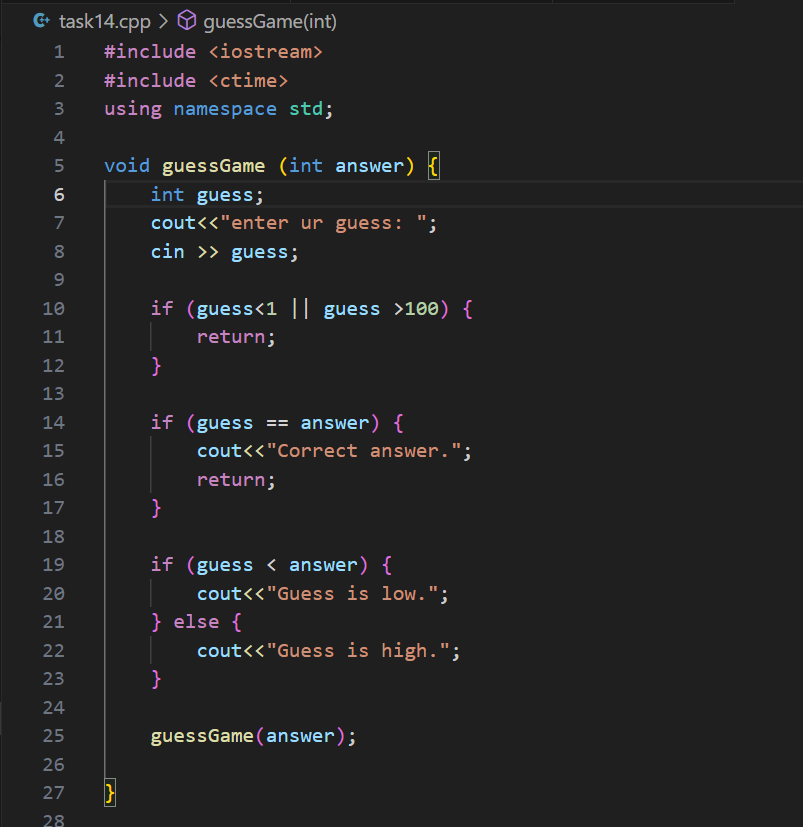 task14.cpp > guessGame(int)
1 #include <iostream>
2 #include <ctime>
3 using namespace std;
4
5 void guessGame (int answer) {
6     int guess;
7     cout<<"enter ur guess: ";
8     cin >> guess;
9
10     if (guess<1 || guess >100) {
11         return;
12     }
13
14     if (guess == answer) {
15         cout<<"Correct answer.";
16         return;
17     }
18
19     if (guess < answer) {
20         cout<<"Guess is low.";
21     } else {
22         cout<<"Guess is high.";
23     }
24
25     guessGame(answer);
26
27 }
28